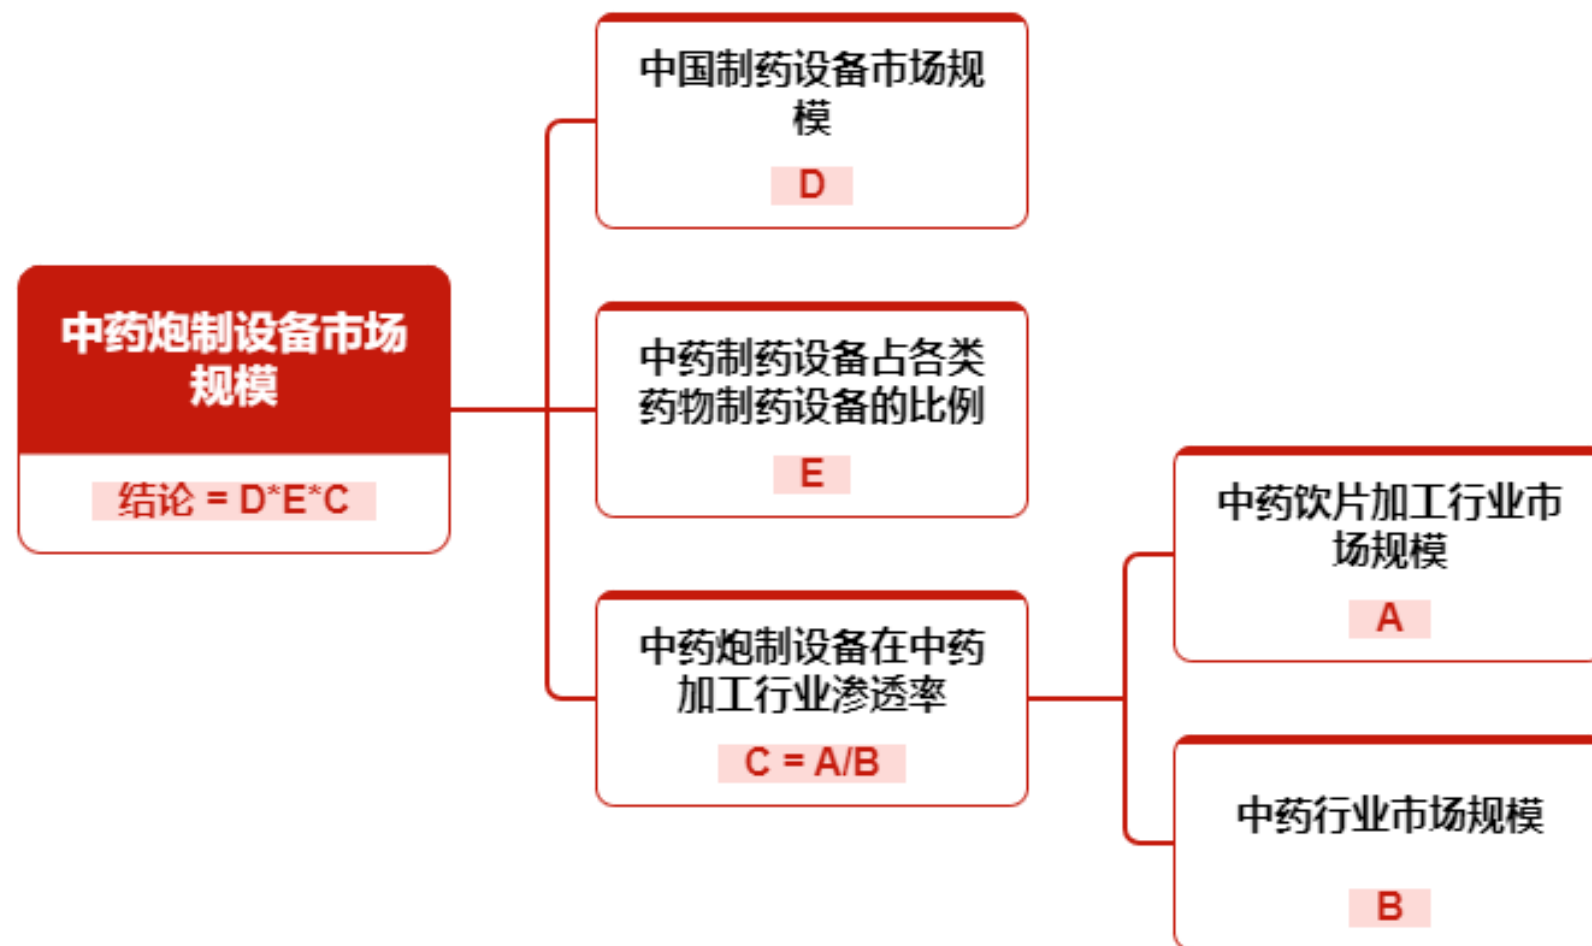 中药炮制设备市场
规模
结论 = D*E*C
中国制药设备市场规
模
D
中药制药设备占各类
药物制药设备的比例
E
中药炮制设备在中药
加工行业渗透率
C = A/B
中药饮片加工行业市
场规模
A
中药行业市场规模
B